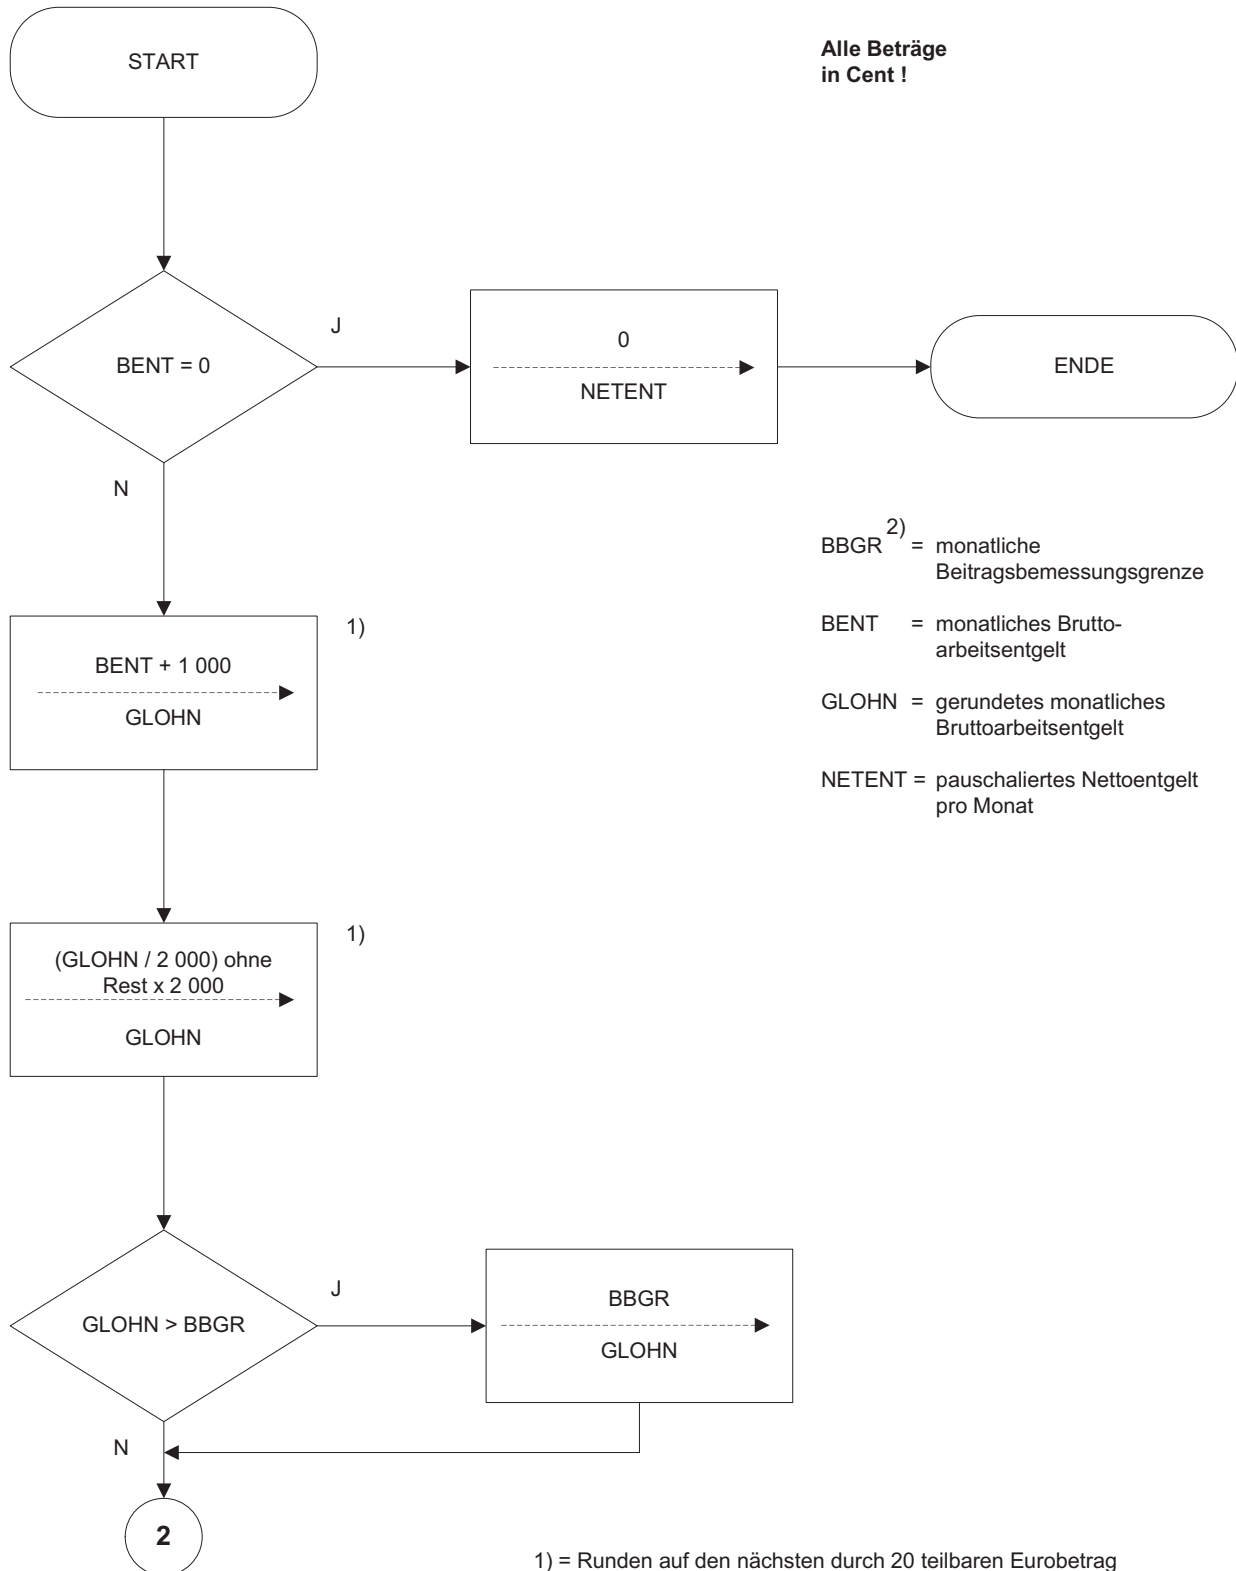 START
Alle Beträge
in Cent !
BENT = 0
J
0
NETENT
ENDE
N
BBGR 2) = monatliche
Beitragsbemessungsgrenze
BENT = monatliches Brutto-
arbeitsentgelt
GLOHN = gerundetes monatliches
Bruttoarbeitsentgelt
NETENT = pauschaliertes Nettoentgelt
pro Monat
1)
BENT + 1 000
GLOHN
1)
(GLOHN / 2 000) ohne
Rest x 2 000
GLOHN
GLOHN > BBGR
J
BBGR
GLOHN
N
2
1) = Runden auf den nächsten durch 20 teilbaren Eurobetrag